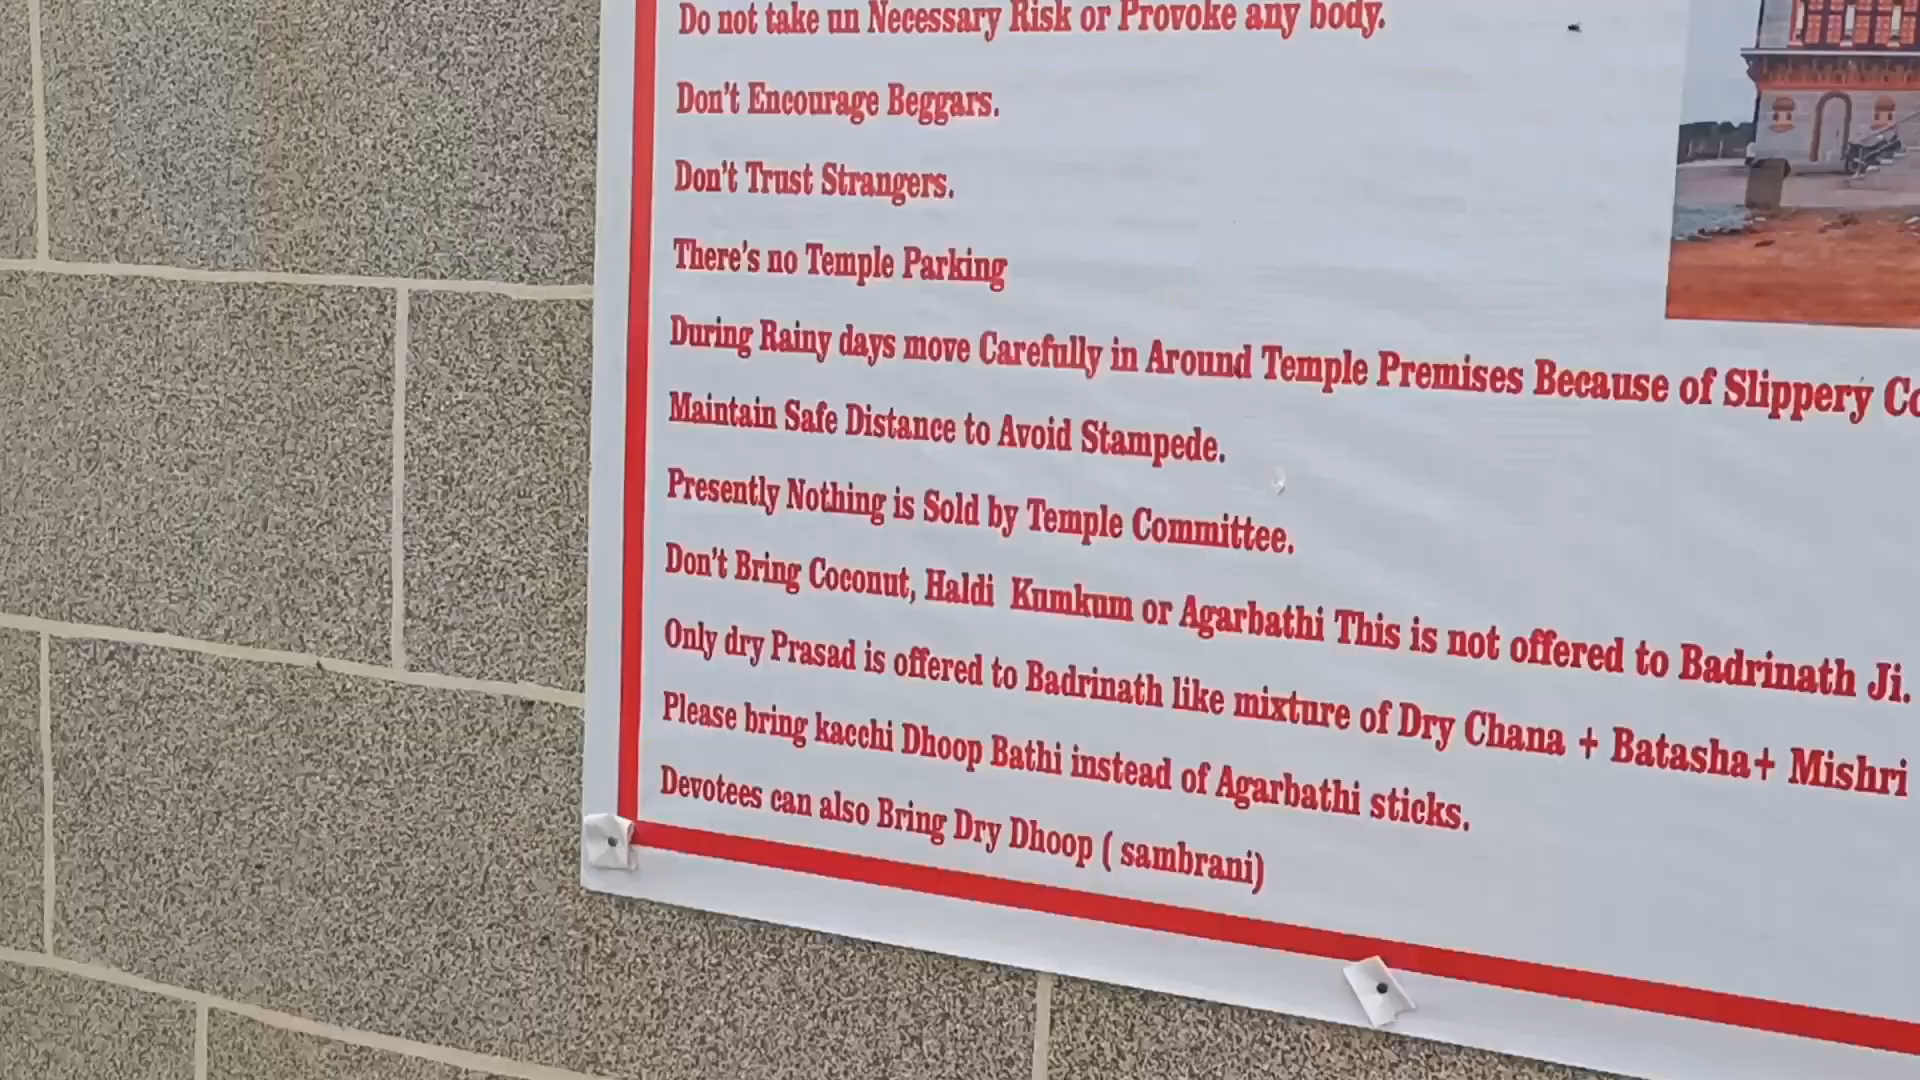 Do not take un Necessary Risk or Provoke any body.
Don't Encourage Beggars.
Don't Trust Strangers.
There's no Temple Parking
During Rainy days move Carefully in Around Temple Premises Because of Slippery
Maintain Safe Distance to Avoid Stampede.
Presently Nothing is Sold by Temple Committee.
Don't Bring Coconut, Haldi Kumkum or Agarbathi This is not offered to Badrinath Ji.
Only dry Prasad is offered to Badrinath like mixture of Dry Chana + Batasha+ Mishri
Please bring kacchi Dhoop Bathi instead of Agarbathi sticks.
Devotees can also Bring Dry Dhoop ( sambrani)